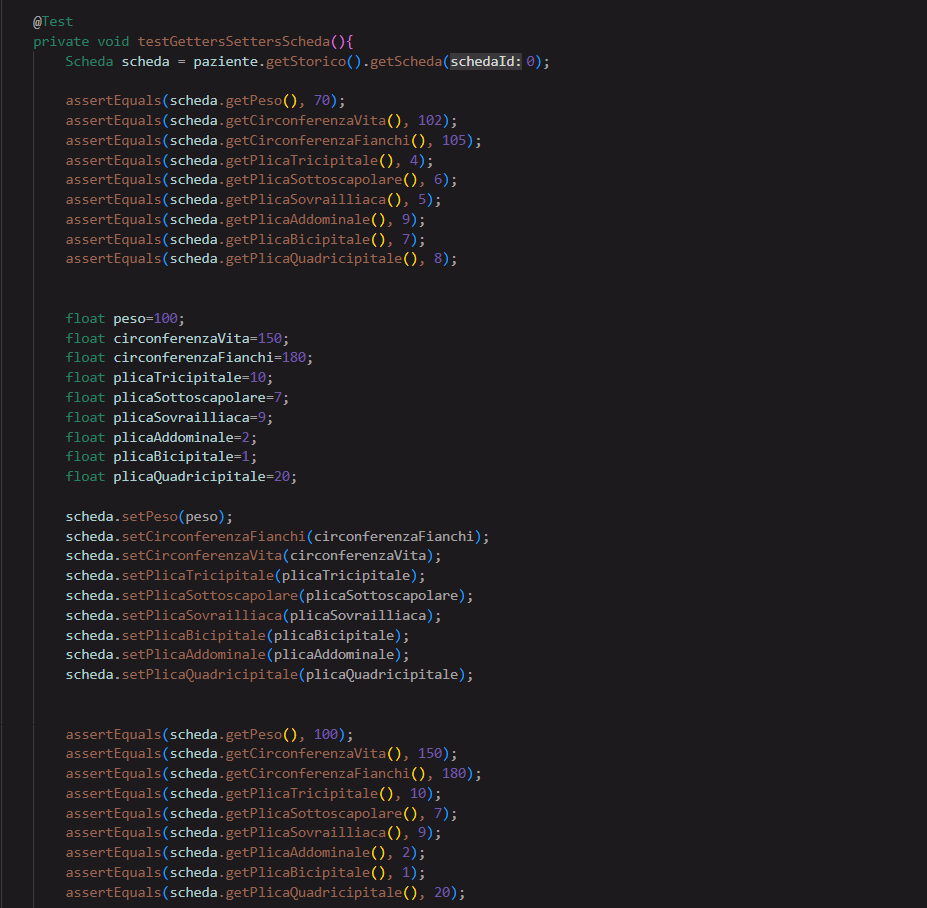 @Test
private void testGettersSettersScheda(){
Scheda scheda = paziente.getStorico().getScheda(schedaId: 0);
assertEquals(scheda.getPeso(), 70);
assertEquals(scheda.getCirconferenzaVita(), 102);
assertEquals(scheda.getCirconferenzaFianchi(), 105);
assertEquals(scheda.getPlicaTricipitale(), 4);
assertEquals(scheda.getPlicaSottoscapolare(), 6);
assertEquals(scheda.getPlicaSovrailliaca(), 5);
assertEquals(scheda.getPlicaAddominale(), 9);
assertEquals(scheda.getPlicaBicipitale(), 7);
assertEquals(scheda.getPlicaQuadricipitale(), 8);
float peso=100;
float circonferenzaVita=150;
float circonferenzaFianchi=180;
float plicaTricipitale=10;
float plicaSottoscapolare=7;
float plicaSovrailliaca=9;
float plicaAddominale=2;
float plicaBicipitale=1;
float plicaQuadricipitale=20;
scheda.setPeso(peso);
scheda.setCirconferenzaFianchi(circonferenzaFianchi);
scheda.setCirconferenzaVita(circonferenzaVita);
scheda.setPlicaTricipitale(plicaTricipitale);
scheda.setPlicaSottoscapolare(plicaSottoscapolare);
scheda.setPlicaSovrailliaca(plicaSovrailliaca);
scheda.setPlicaBicipitale(plicaBicipitale);
scheda.setPlicaAddominale(plicaAddominale);
scheda.setPlicaQuadricipitale(plicaQuadricipitale);
assertEquals(scheda.getPeso(), 100);
assertEquals(scheda.getCirconferenzaVita(), 150);
assertEquals(scheda.getCirconferenzaFianchi(), 180);
assertEquals(scheda.getPlicaTricipitale(), 10);
assertEquals(scheda.getPlicaSottoscapolare(), 7);
assertEquals(scheda.getPlicaSovrailliaca(), 9);
assertEquals(scheda.getPlicaAddominale(), 2);
assertEquals(scheda.getPlicaBicipitale(), 1);
assertEquals(scheda.getPlicaQuadricipitale(), 20);